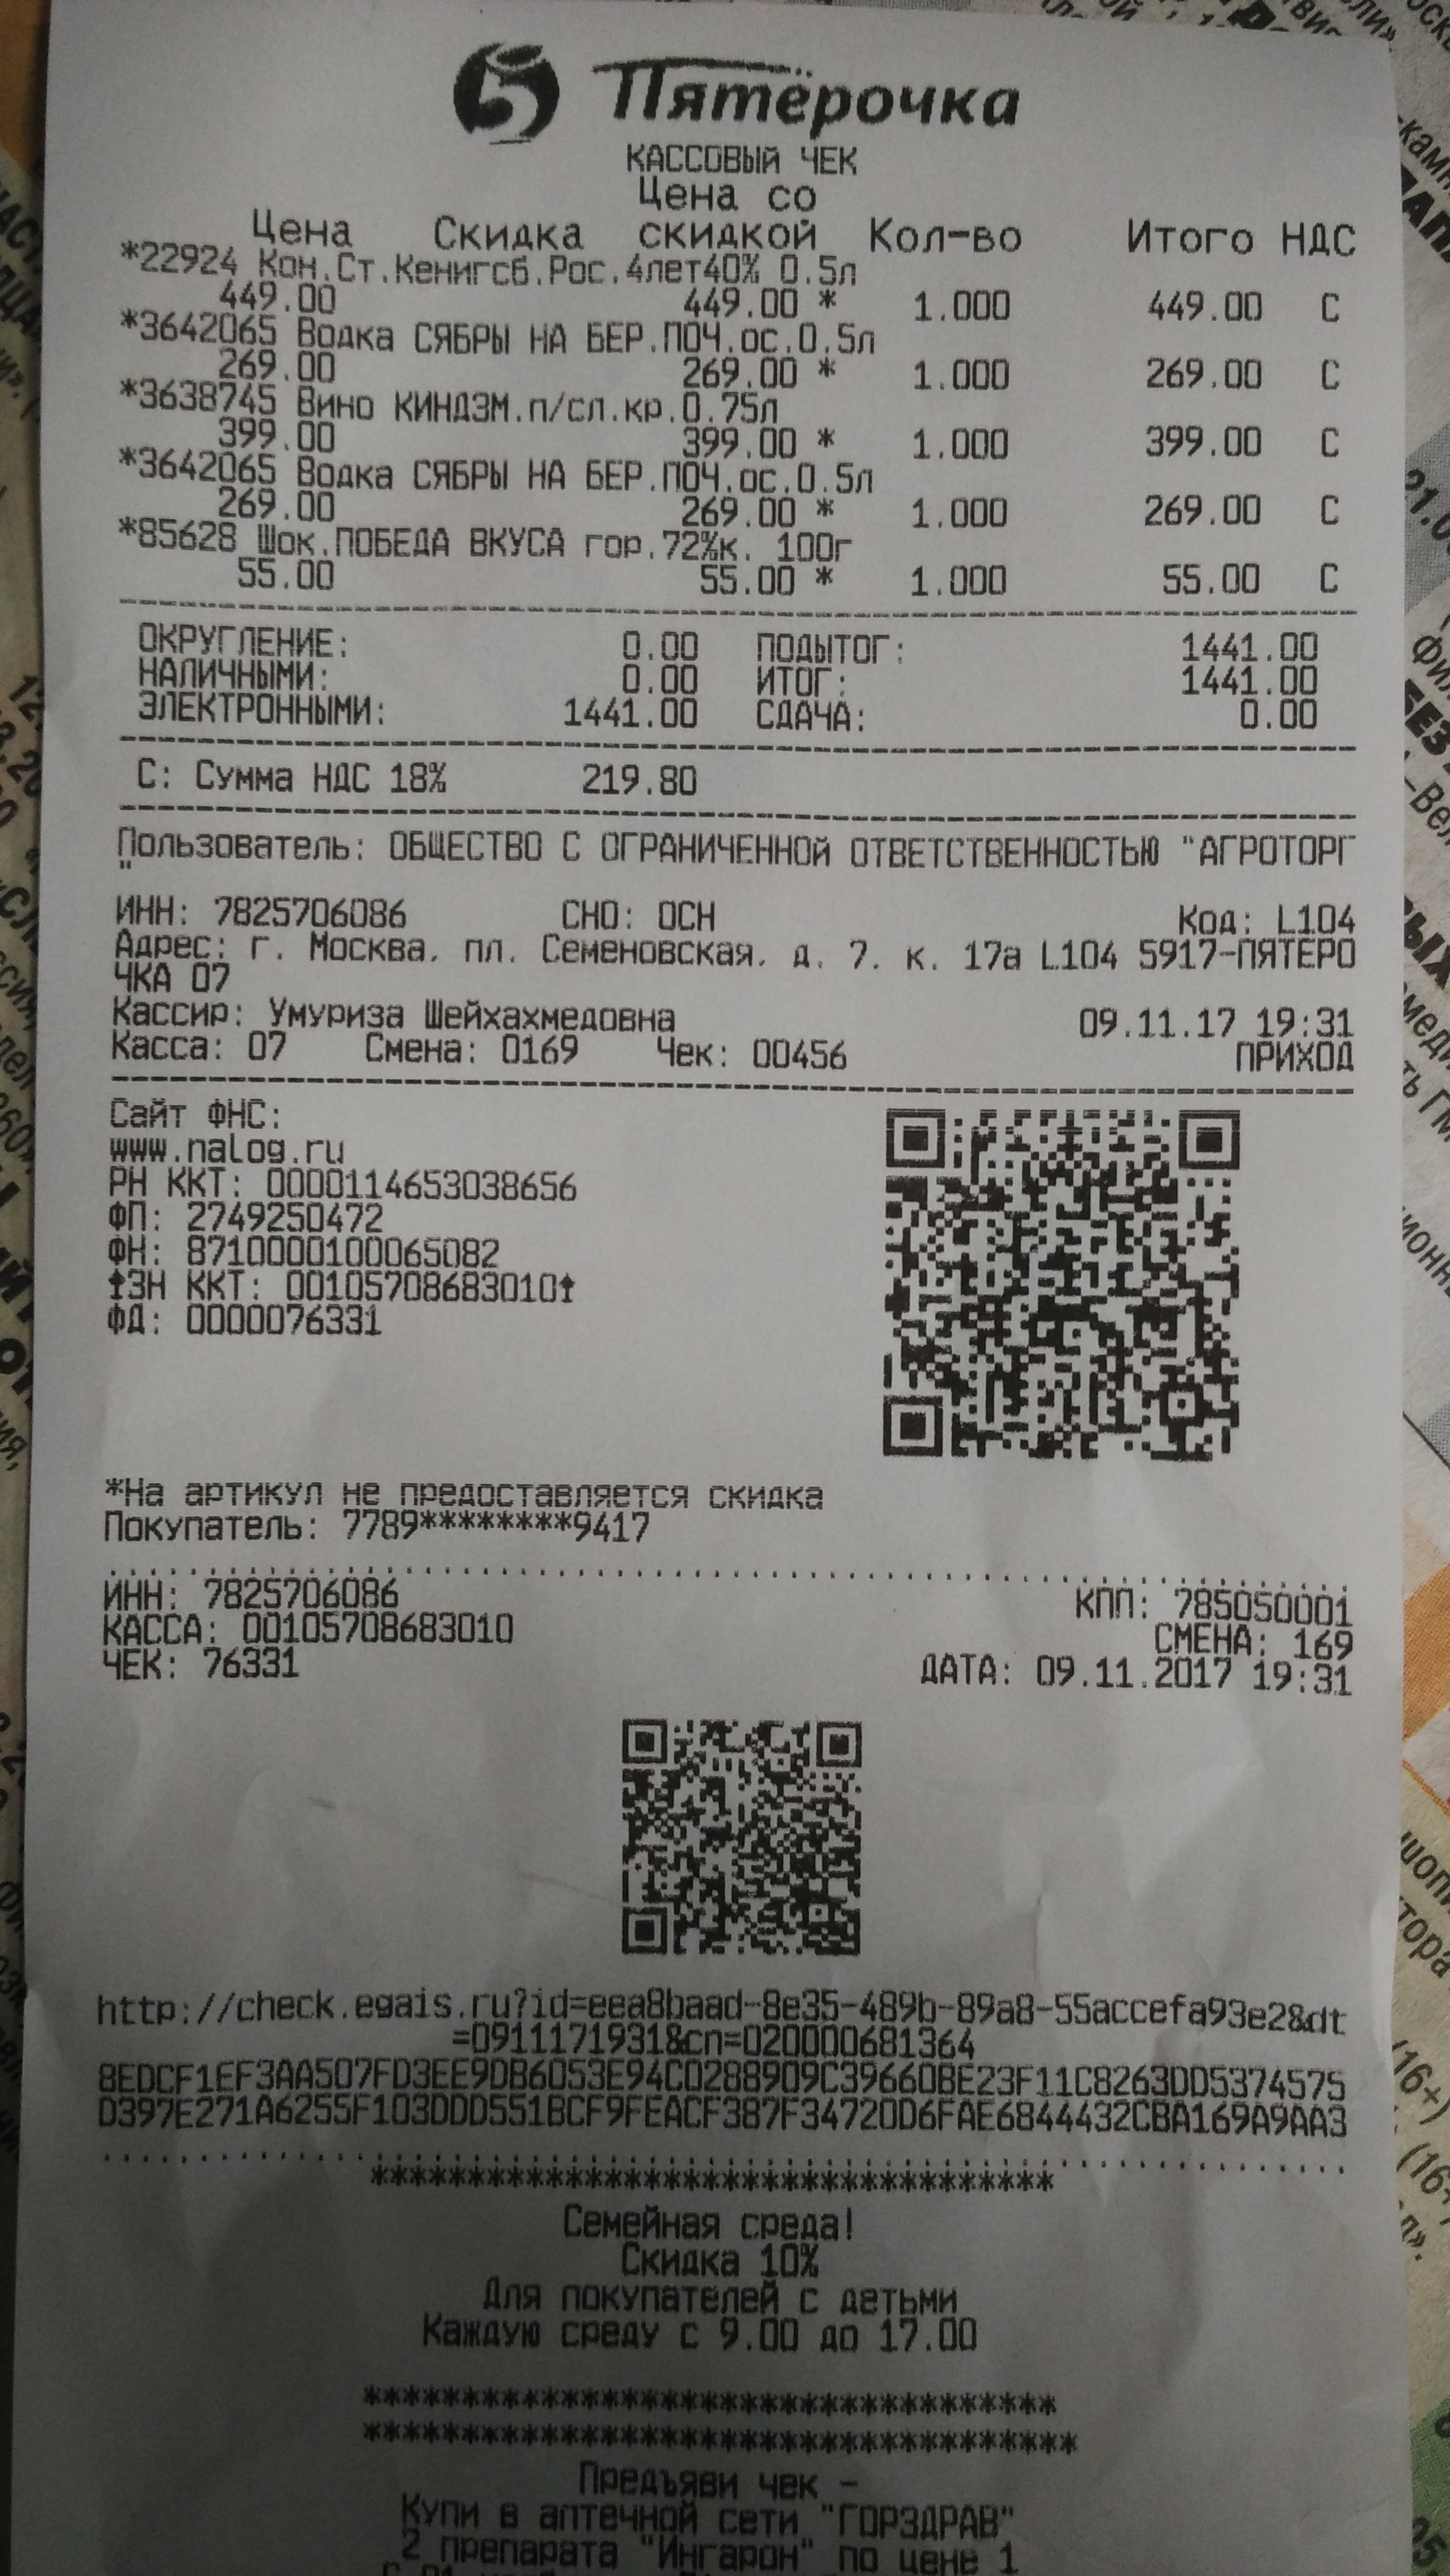 5 Пятёрочка
КАССОВЫЙ ЧЕК
Цена со
Цена Скидка скидкой Кол-во Итого НДС
*22924 Кон.Ст.Кенигсб.Рос.4лет40% 0.5л
449.00 449.00 * 1.000 449.00 С
*3642065 Водка СЯБРЫ НА БЕР.ПОЧ.ос.0.5л
269.00 269.00 * 1.000 269.00 С
*3638745 Вино КИНДЗМ.п/сл.кр.0.75л
399.00 399.00 * 1.000 399.00 С
*3642065 Водка СЯБРЫ НА БЕР.ПОЧ.ос.0.5л
269.00 269.00 * 1.000 269.00 С
*85628 Шок.ПОБЕДА ВКУСА гор.72%к. 100г
55.00 55.00 * 1.000 55.00 С
ОКРУГЛЕНИЕ: 0.00 ПОДЫТОГ: 1441.00
НАЛИЧНЫМИ: 0.00 ИТОГ: 1441.00
ЭЛЕКТРОННЫМИ: 1441.00 СДАЧА: 0.00
С: Сумма НДС 18% 219.80
Пользователь: ОБЩЕСТВО С ОГРАНИЧЕННОЙ ОТВЕТСТВЕННОСТЬЮ "АГРОТОРГ
"
ИНН: 7825706086 СНО: ОСН Код: L104
Адрес: г. Москва, пл. Семеновская, д. 7, к. 17а L104 5917-ПЯТЕРО
ЧКА 07
Кассир: Умуриза Шейхахмедовна 09.11.17 19:31
Касса: 07 Смена: 0169 Чек: 00456 ПРИХОД
Сайт ФНС:
www.nalog.ru
РН ККТ: 0000114653038656
ФП: 2749250472
ФН: 8710000100065082
↑ЗН ККТ: 00105708683010↑
ФД: 0000076331
*На артикул не предоставляется скидка
Покупатель: 7789********9417
ИНН: 7825706086 КПП: 785050001
КАССА: 00105708683010 СМЕНА: 169
ЧЕК: 76331 ДАТА: 09.11.2017 19:31
http://check.egais.ru?id=eea8baad-8e35-489b-89a8-55accefa93e2&dt
=0911171931&cn=020000681364
8EDCF1EF3AA507FD3EE9DB6053E94C0288909C39660BE23F11C8263DD5374575
D397E271A6255F103DDD551BCF9FEACF387F34720D6FAE6844432CBA169A9AA3
***********************************
Семейная среда!
Скидка 10%
Для покупателей с детьми
Каждую среду с 9.00 до 17.00
***********************************
************************************
Предъяви чек -
Купи в аптечной сети "ГОРЗДРАВ"
2 препарата "Ингарон" по цене 1